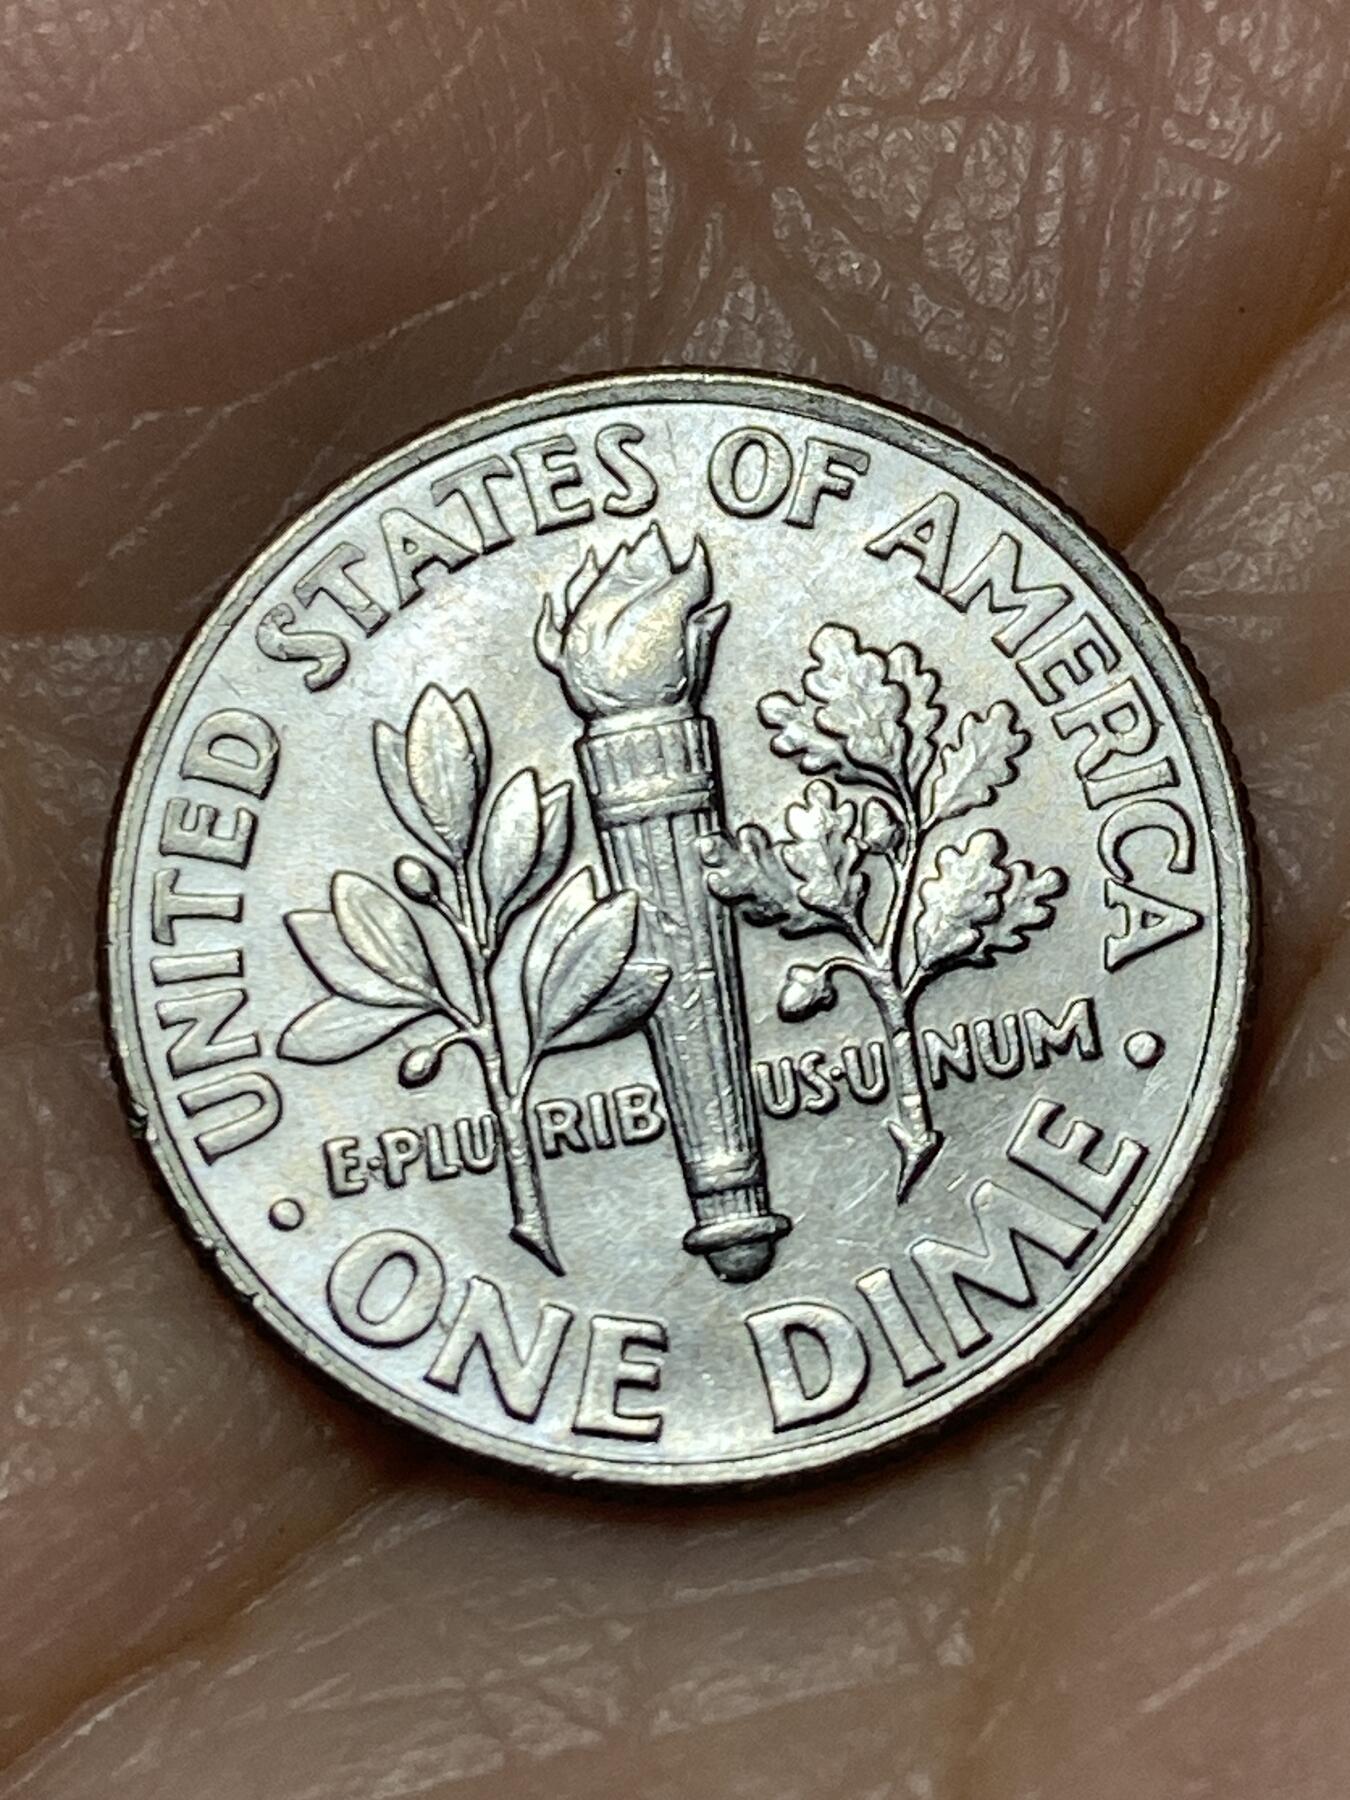 UNITED STATES OF AMERICA
E·PLURIBUS·UNUM
· ONE DIME ·